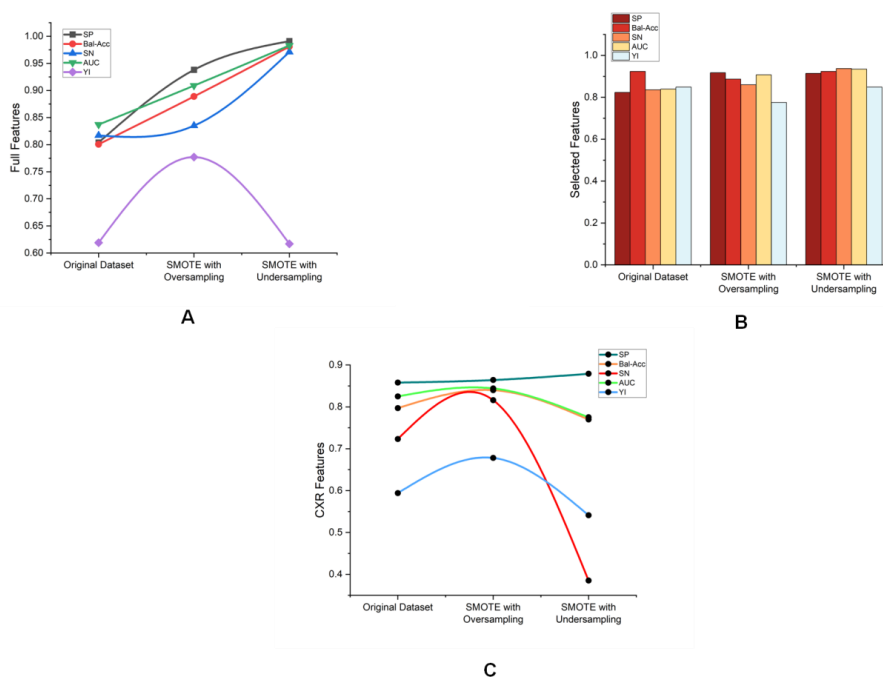 SP
Bal-Acc
SN
AUC
YI
1.00
0.95
0.90
0.85
0.80
0.75
0.70
0.65
0.60
Full Features
Original Dataset
SMOTE with
Oversampling
SMOTE with
Undersampling
A
SP
Bal-Acc
SN
AUC
YI
1.0
0.8
0.6
0.4
0.2
0.0
Selected Features
Original Dataset
SMOTE with
Oversampling
SMOTE with
Undersampling
B
SP
Bal-Acc
SN
AUC
YI
0.9
0.8
0.7
0.6
0.5
0.4
CXR Features
Original Dataset
SMOTE with
Oversampling
SMOTE with
Undersampling
C